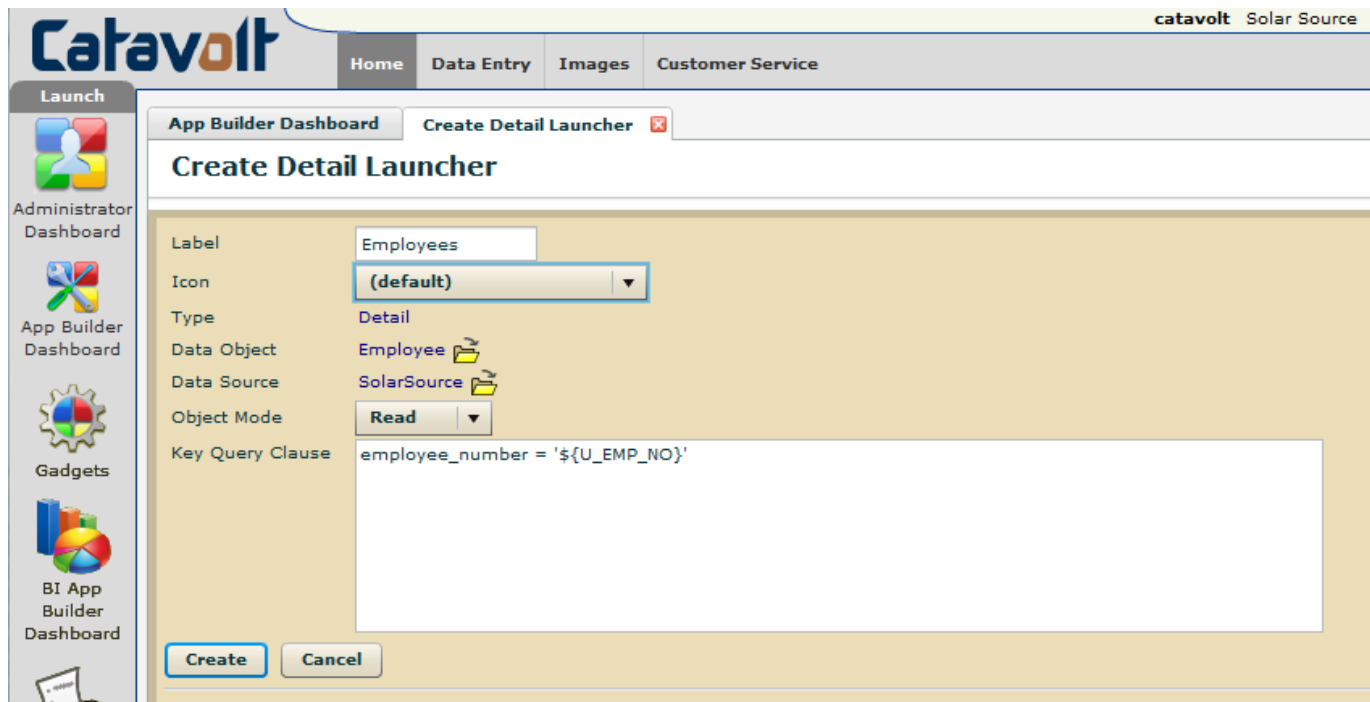 catavolt Solar Source
Catavolt
Home Data Entry Images Customer Service
Launch
App Builder Dashboard Create Detail Launcher
Create Detail Launcher
Administrator
Dashboard
App Builder
Dashboard
Gadgets
BI App
Builder
Dashboard
Label Employees
Icon (default)
Type Detail
Data Object Employee
Data Source SolarSource
Object Mode Read
Key Query Clause employee_number = '${U_EMP_NO}'
Create Cancel